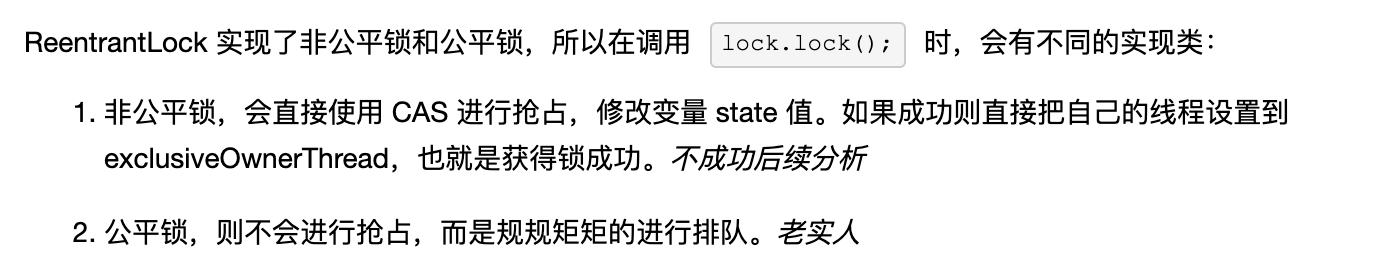 ReentrantLock 实现了非公平锁和公平锁，所以在调用 lock.lock(); 时，会有不同的实现类：
1. 非公平锁，会直接使用 CAS 进行抢占，修改变量 state 值。如果成功则直接把自己的线程设置到
exclusiveOwnerThread，也就是获得锁成功。不成功后续分析
2. 公平锁，则不会进行抢占，而是规规矩矩的进行排队。老实人